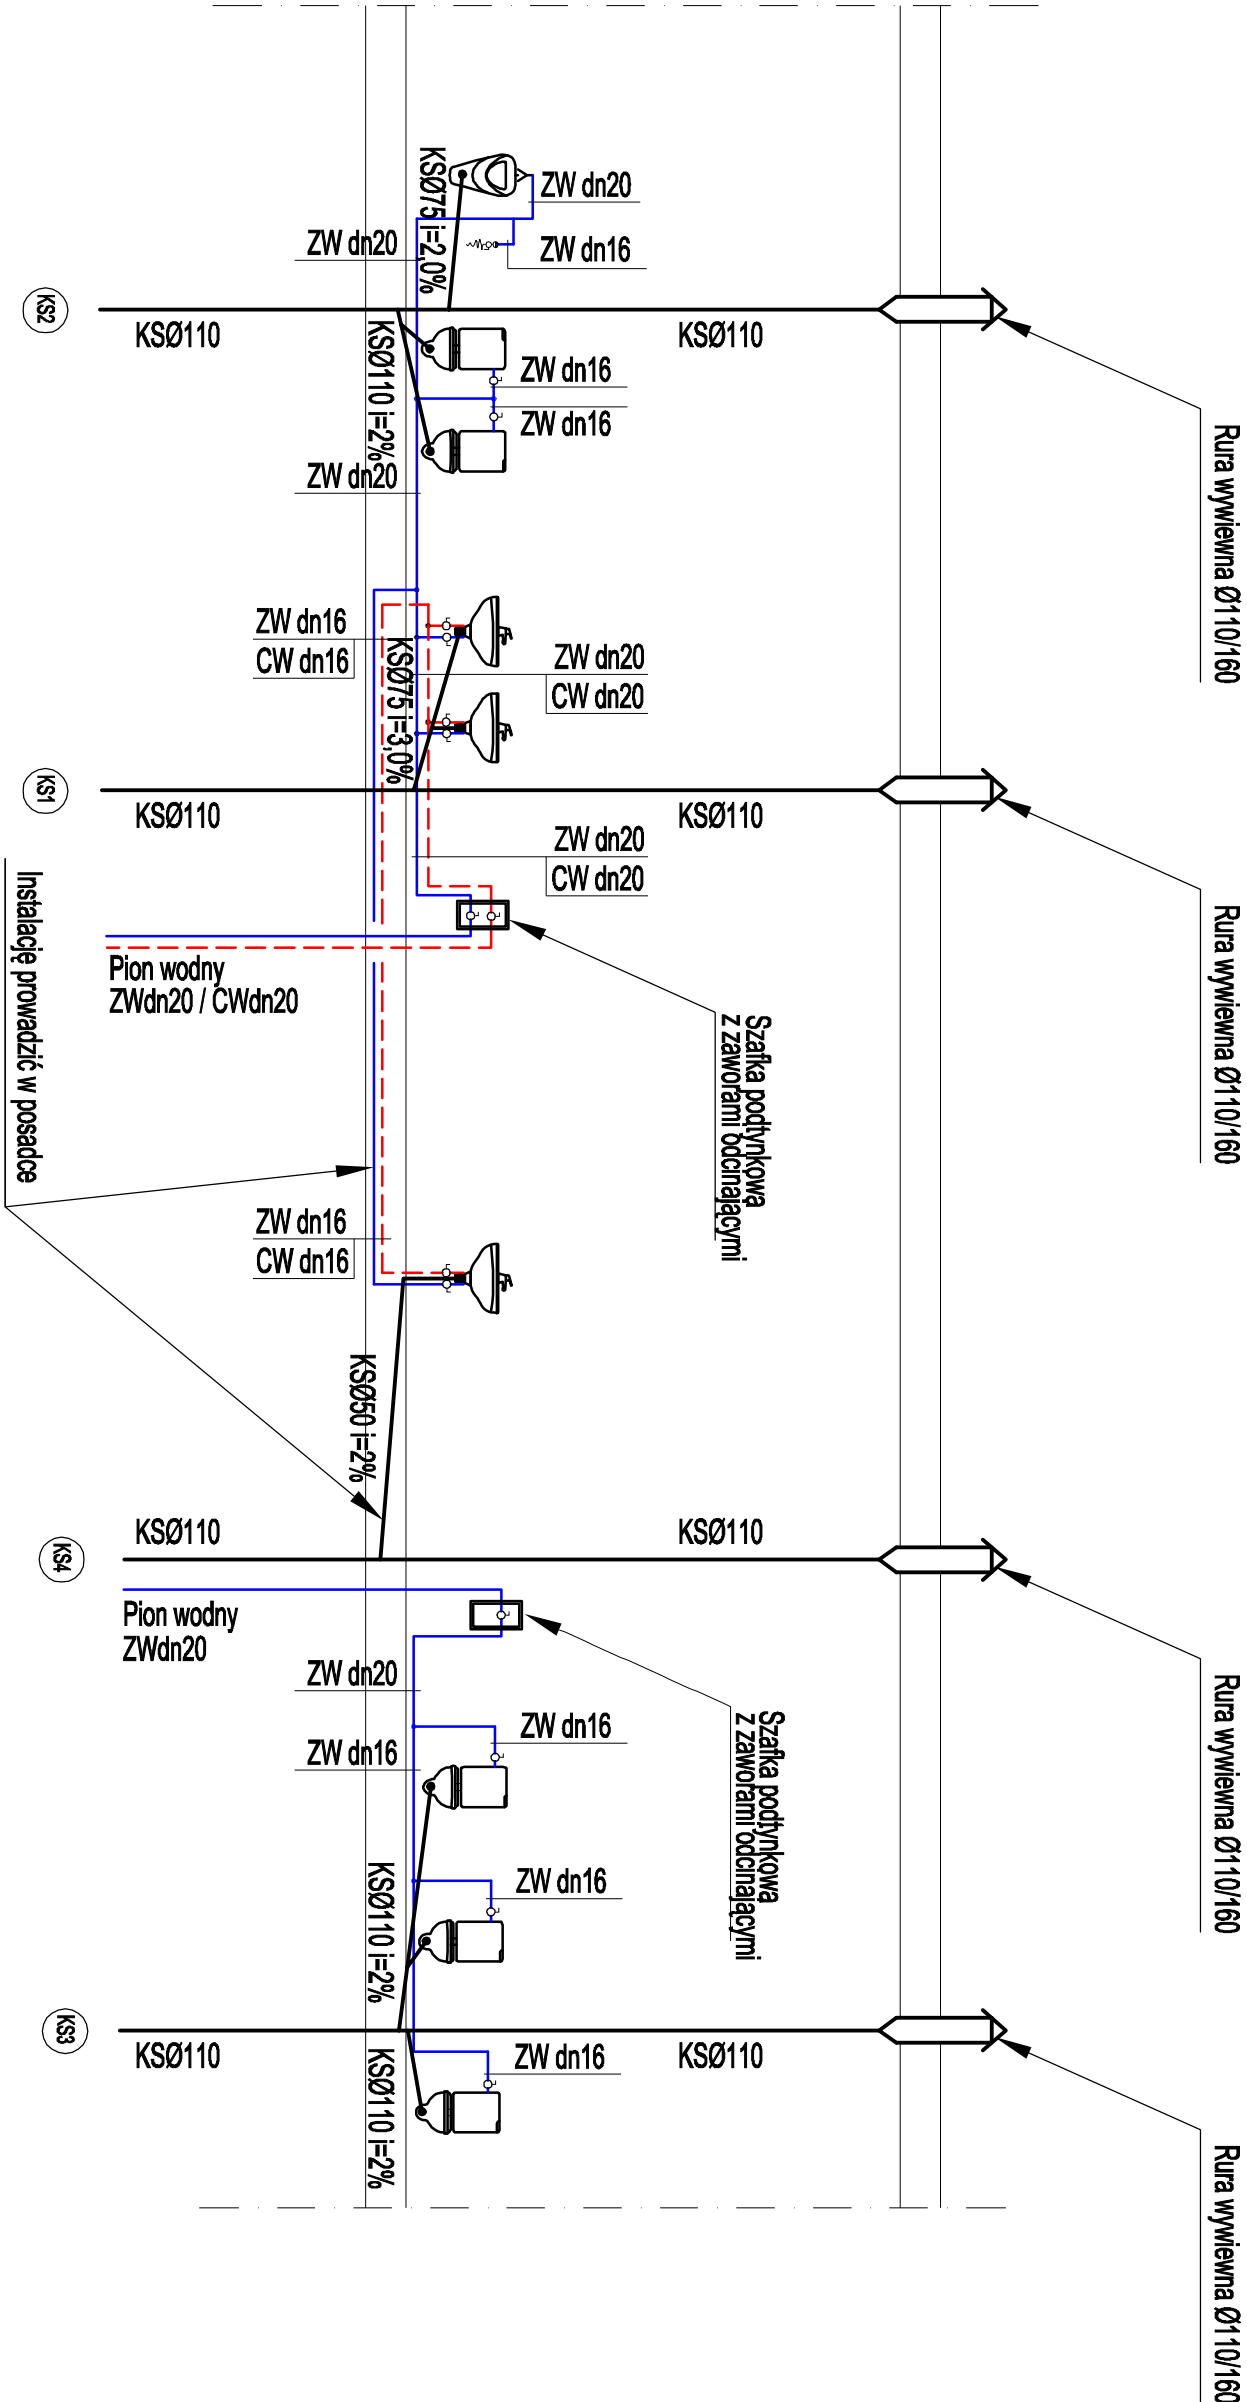 KSØ75 i=2,0%
ZW dn20
ZW dn16
ZW dn20
KS2
KSØ110
KSØ110
Rura wywiewna Ø110/160
KSØ110 i=2%
ZW dn16
ZW dn16
ZW dn20
ZW dn16
CW dn16
KSØ75 i=3,0%
ZW dn20
CW dn20
KS1
KSØ110
KSØ110
Rura wywiewna Ø110/160
ZW dn20
CW dn20
Instalację prowadzić w posadce
Pion wodny
ZWdn20 / CWdn20
Szafka podtynkowa
z zaworami odcinającymi
ZW dn16
CW dn16
KSØ50 i=2%
KS4
KSØ110
KSØ110
Rura wywiewna Ø110/160
Pion wodny
ZWdn20
ZW dn20
ZW dn16
ZW dn16
Szafka podtynkowa
z zaworami odcinającymi
KSØ110 i=2%
ZW dn16
KS3
KSØ110
KSØ110
Rura wywiewna Ø110/160
KSØ110 i=2%
ZW dn16